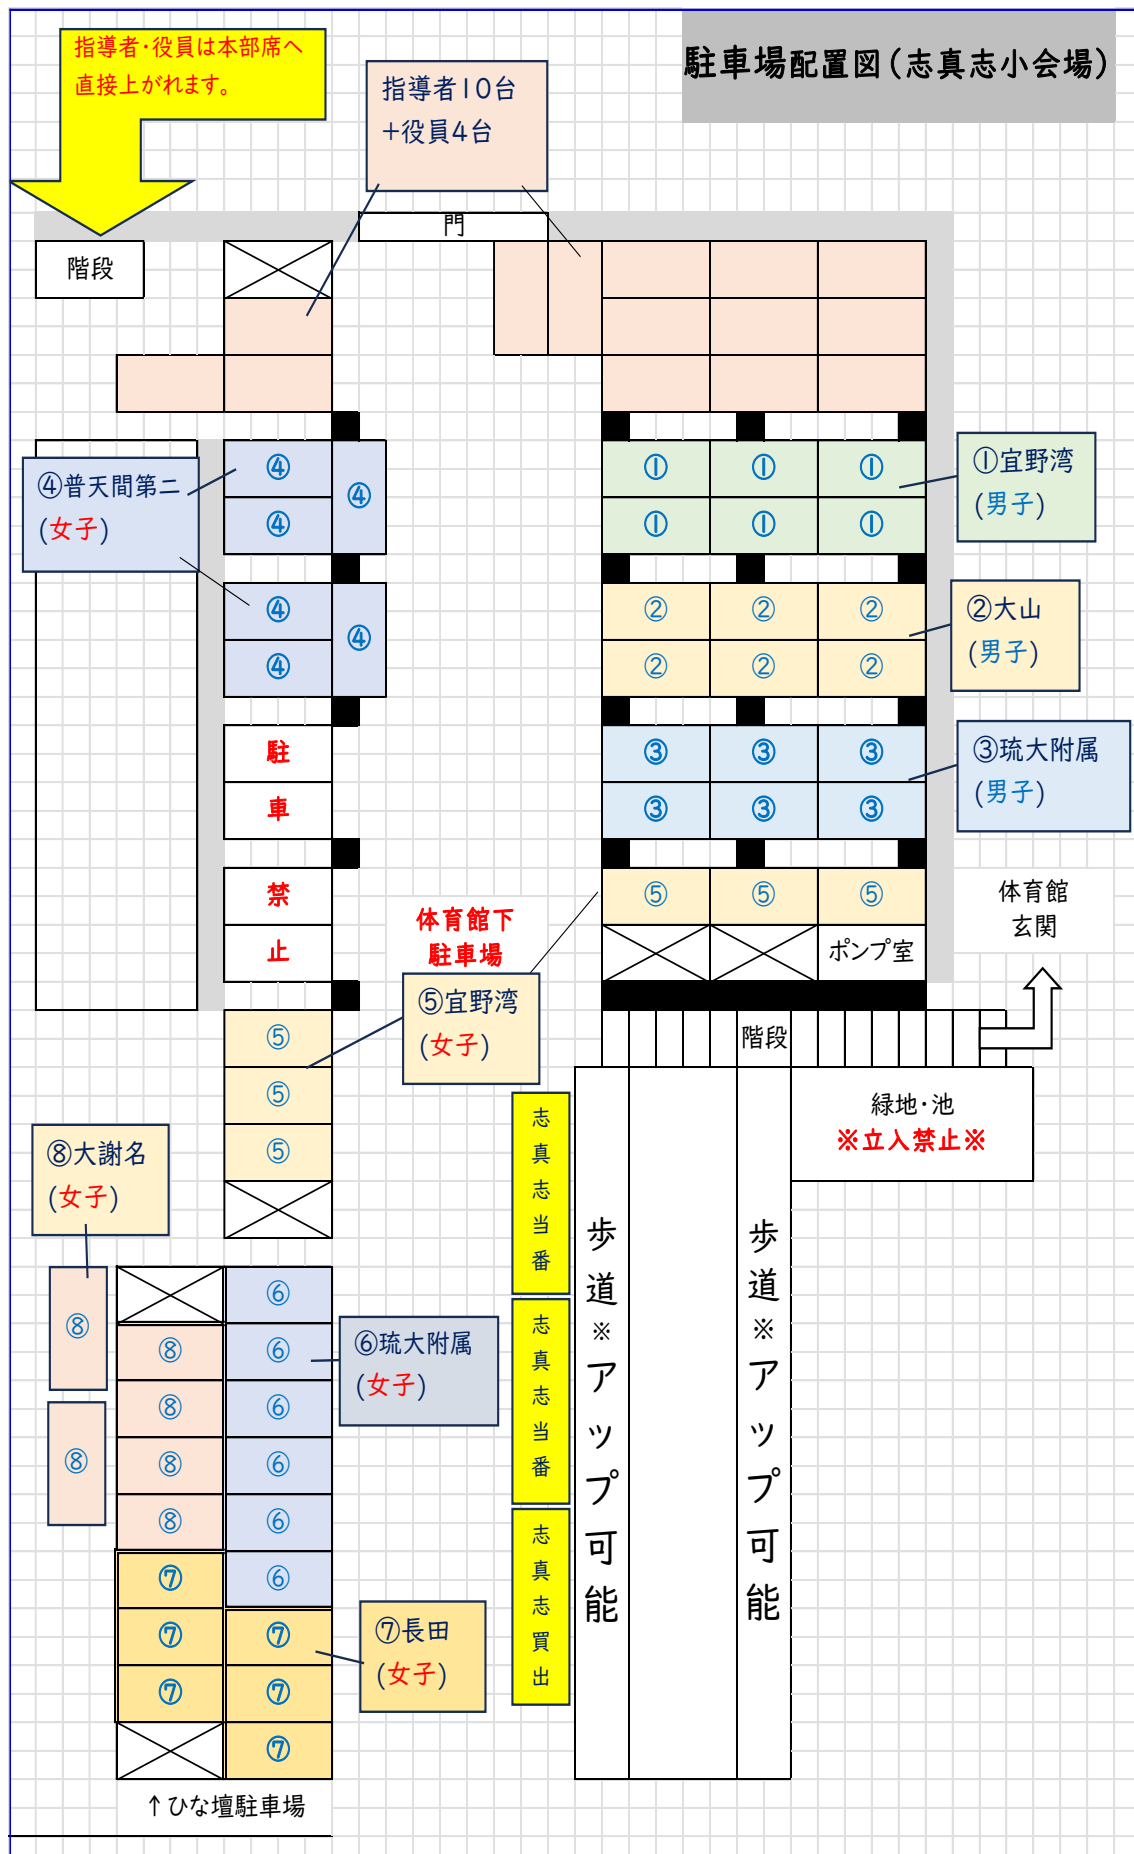 駐車場配置図(志真志小会場)
指導者・役員は本部席へ
直接上がれます。
指導者10台
+役員4台
門
階段
④普天間第二
(女子)
④
④
④
④
④
④
①
①
①
①
①
①
①宜野湾
(男子)
②
②
②
②
②
②
②大山
(男子)
③
③
③
③
③
③
③琉大附属
(男子)
駐
車
禁
止
体育館下
駐車場
⑤
⑤
⑤
ポンプ室
体育館
玄関
⑤宜野湾
(女子)
⑤
⑤
⑤
階段
緑地・池
※立入禁止※
志真志当番
志真志当番
志真志買出
歩道※アップ可能
歩道※アップ可能
⑧大謝名
(女子)
⑧
⑧
⑧
⑧
⑧
⑧
⑥
⑥
⑥
⑥
⑥
⑥
⑥琉大附属
(女子)
⑦
⑦
⑦
⑦
⑦
⑦
⑦長田
(女子)
↑ひな壇駐車場